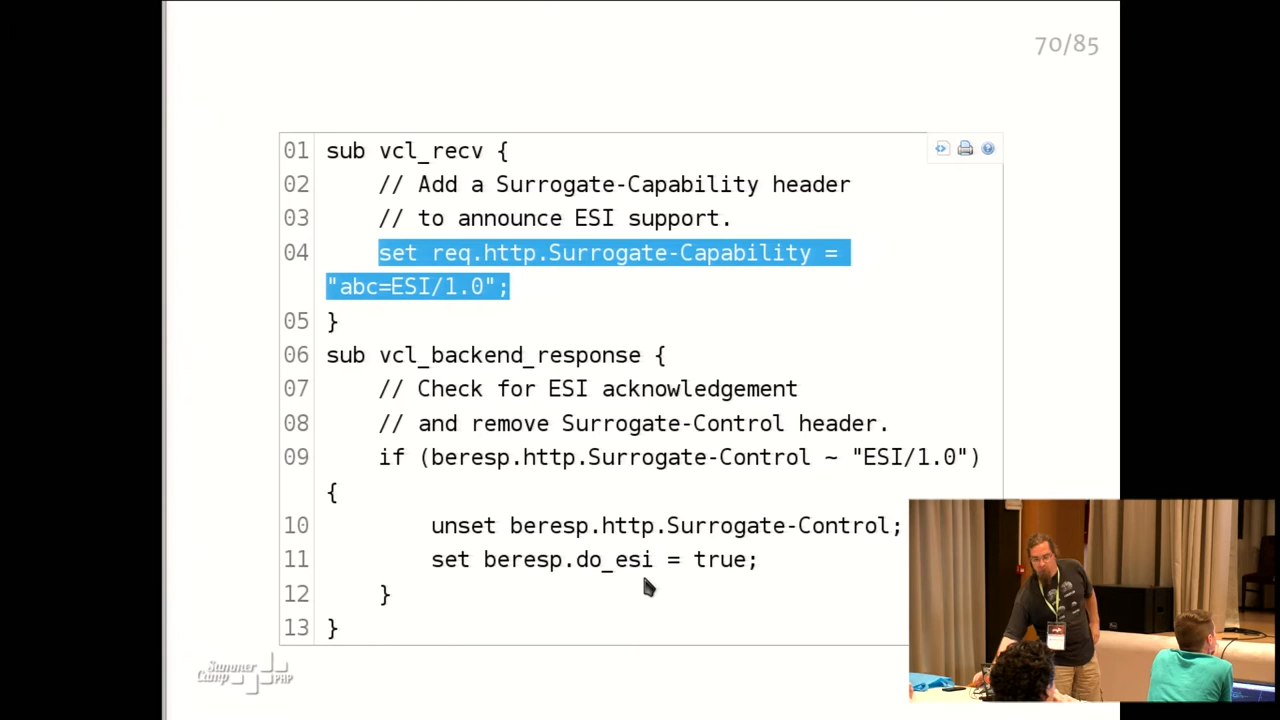 70/85
01 sub vcl_recv {
02 // Add a Surrogate-Capability header
03 // to announce ESI support.
04 set req.http.Surrogate-Capability =
"abc=ESI/1.0";
05 }
06 sub vcl_backend_response {
07 // Check for ESI acknowledgement
08 // and remove Surrogate-Control header.
09 if (beresp.http.Surrogate-Control ~ "ESI/1.0")
{
10 unset beresp.http.Surrogate-Control;
11 set beresp.do_esi = true;
12 }
13 }
Summer
Camp PHP